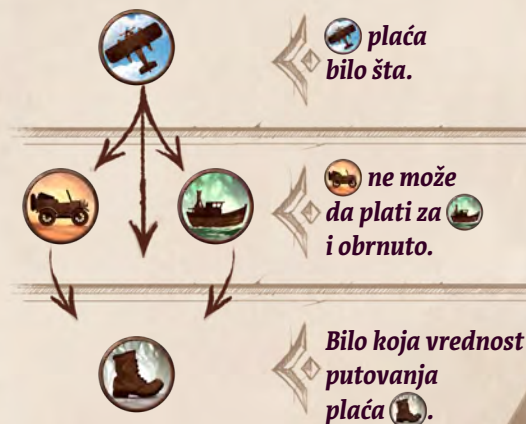 plaća
bilo šta.
ne može
da plati za
i obrnuto.
Bilo koja vrednost
putovanja
plaća .